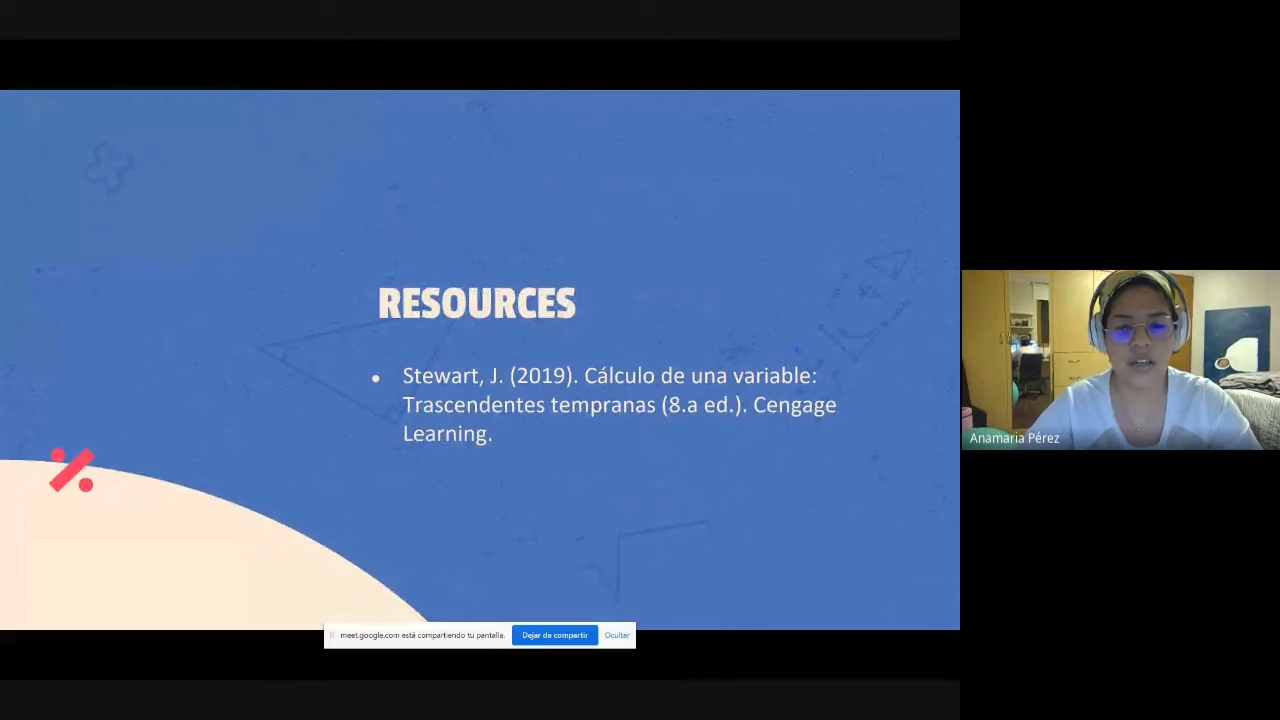 RESOURCES
• Stewart, J. (2019). Cálculo de una variable:
Trascendentes tempranas (8.a ed.). Cengage
Learning.
Anamaria Pérez
meet.google.com está compartiendo tu pantalla.
Dejar de compartir
Ocultar